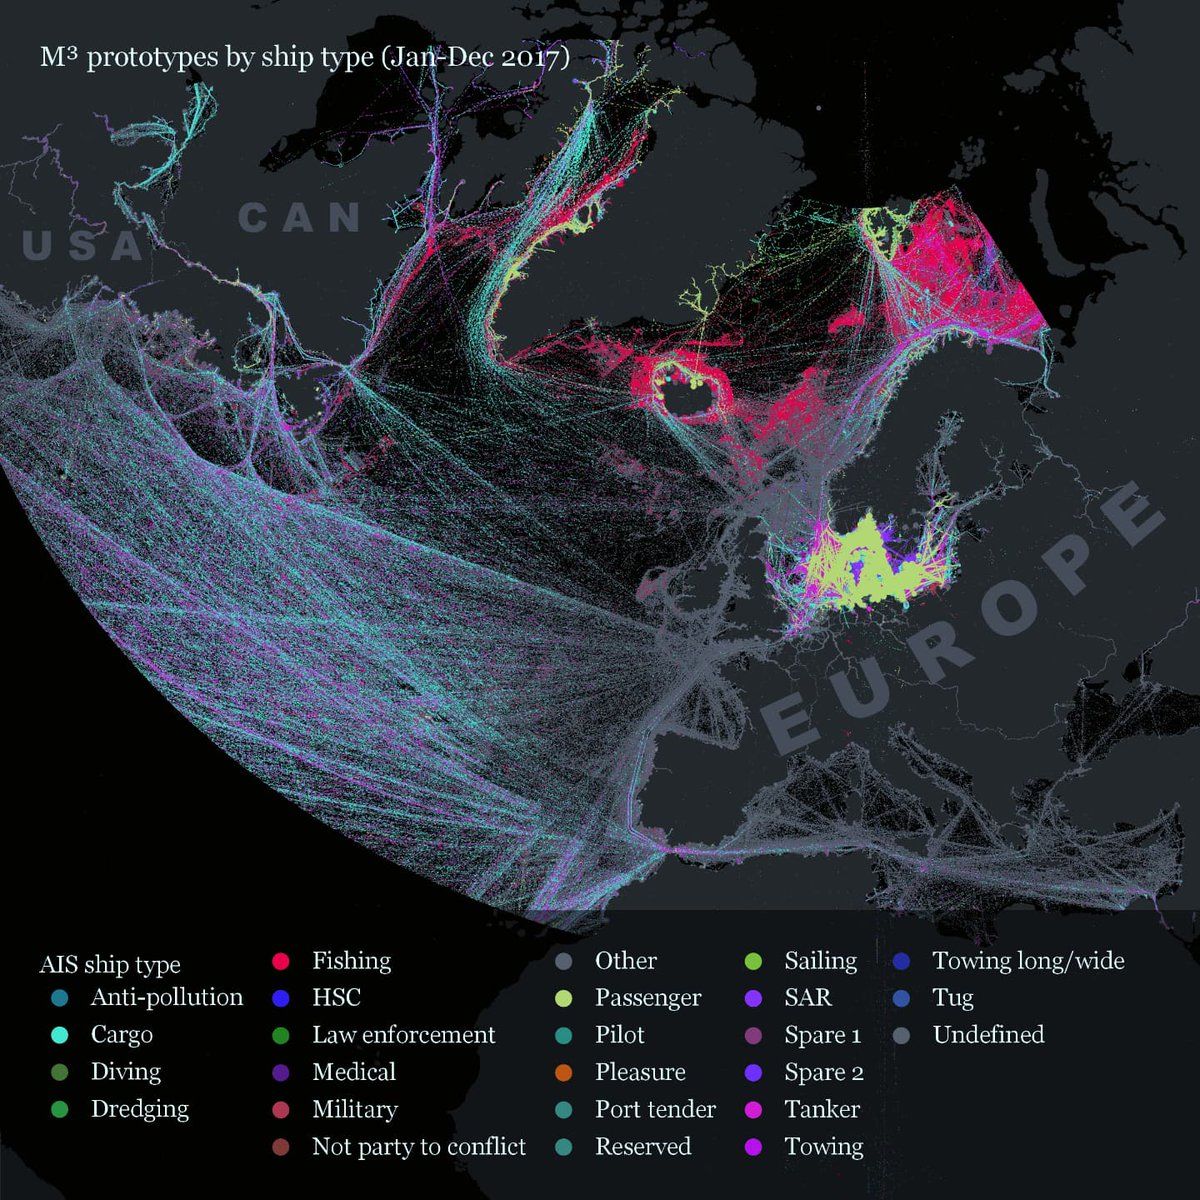 M³ prototypes by ship type (Jan-Dec 2017)
CAN
USA
EUROPE
AIS ship type
Anti-pollution
Cargo
Diving
Dredging
Fishing
HSC
Law enforcement
Medical
Military
Not party to conflict
Other
Passenger
Pilot
Pleasure
Port tender
Reserved
Sailing
SAR
Spare 1
Spare 2
Tanker
Towing
Towing long/wide
Tug
Undefined